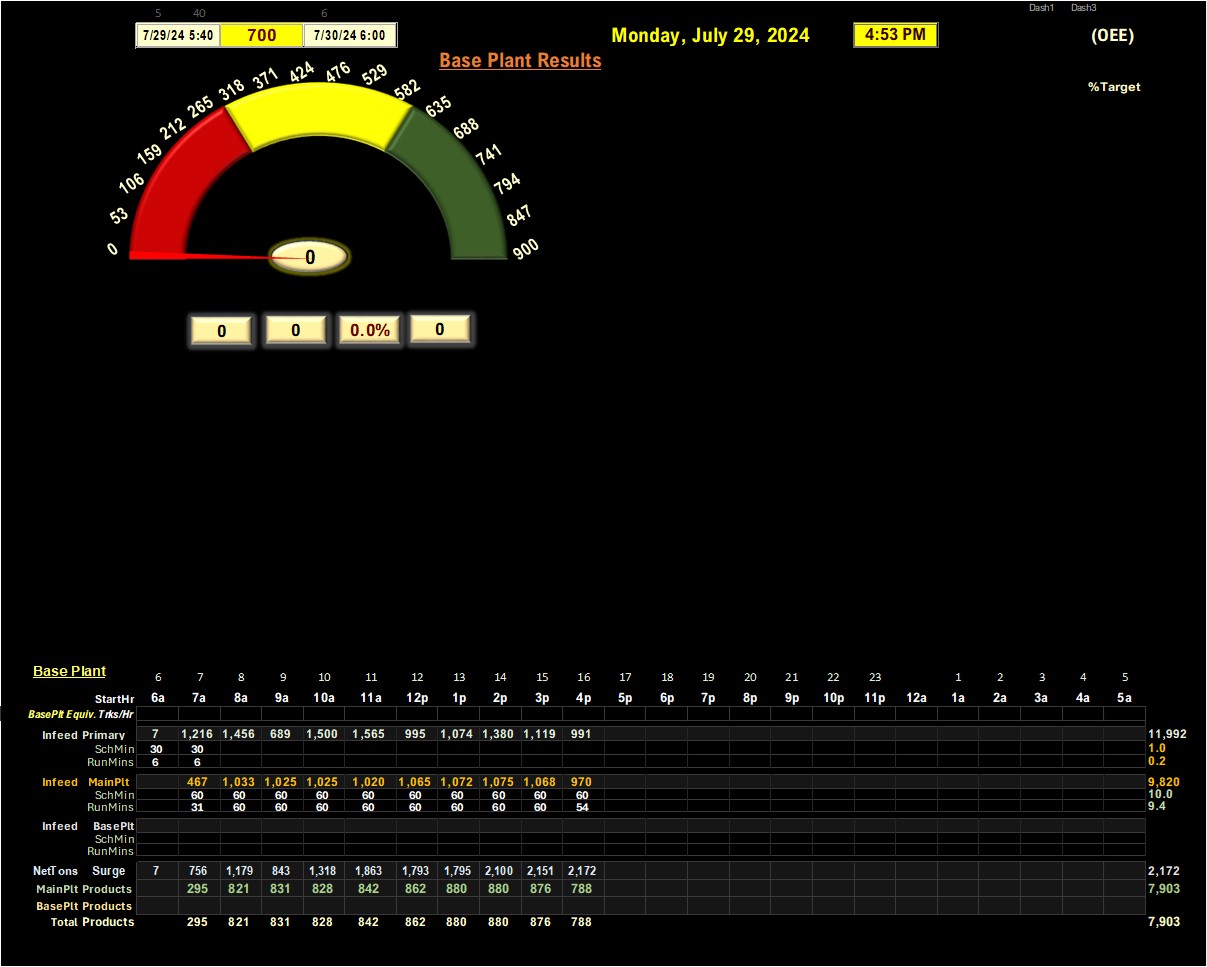 Dash1 Dash3
5 40 6
7/29/24 5:40 700 7/30/24 6:00 Monday, July 29, 2024 4:53 PM (OEE)
Base Plant Results
%Target
0 53 106 159 212 265 318 371 424 476 529 582 635 688 741 794 847 900
0
0 0 0.0% 0
Base Plant 6 7 8 9 10 11 12 13 14 15 16 17 18 19 20 21 22 23 1 2 3 4 5
StartHr 6a 7a 8a 9a 10a 11a 12p 1p 2p 3p 4p 5p 6p 7p 8p 9p 10p 11p 12a 1a 2a 3a 4a 5a
BasePlt Equiv. Trks/Hr
Infeed Primary 7 1,216 1,456 689 1,500 1,565 995 1,074 1,380 1,119 991 11,992
SchMin 30 30 1.0
RunMins 6 6 0.2
Infeed MainPlt 467 1,033 1,025 1,025 1,020 1,065 1,072 1,075 1,068 970 9,820
SchMin 60 60 60 60 60 60 60 60 60 60 10.0
RunMins 31 60 60 60 60 60 60 60 60 54 9.4
Infeed BasePlt
SchMin
RunMins
NetTons Surge 7 756 1,179 843 1,318 1,863 1,793 1,795 2,100 2,151 2,172 2,172
MainPlt Products 295 821 831 828 842 862 880 880 876 788 7,903
BasePlt Products
Total Products 295 821 831 828 842 862 880 880 876 788 7,903